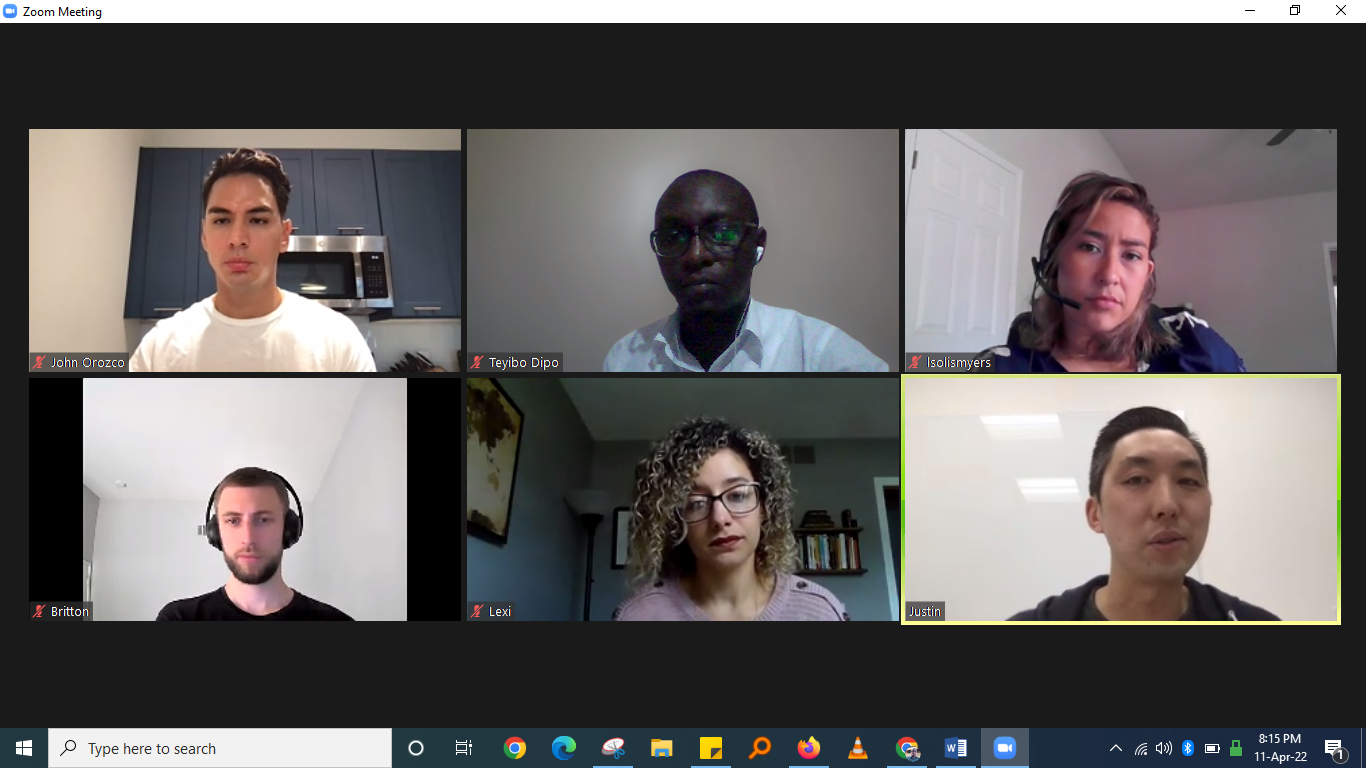 Zoom Meeting
John Orozco
Teyibo Dipo
lsolismyers
Britton
Lexi
Justin
Type here to search
8:15 PM
11-Apr-22
1